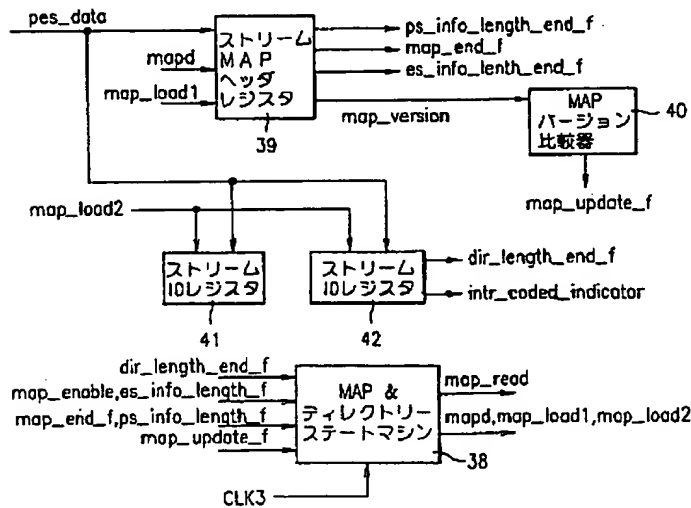 pes_data
ストリーム
MAP
ヘッダ
レジスタ
39
mapd
map_load1
ps_info_length_end_f
map_end_f
es_info_lenth_end_f
map_version
MAP
バージョン
比較器
40
map_update_f
map_load2
ストリーム
IDレジスタ
41
ストリーム
IDレジスタ
42
dir_length_end_f
intr_coded_indicator
dir_length_end_f
map_enable,es_info_length_f
map_end_f,ps_info_length_f
map_update_f
MAP &
ディレクトリー
ステートマシン
map_read
mapd,map_load1,map_load2
38
CLK3